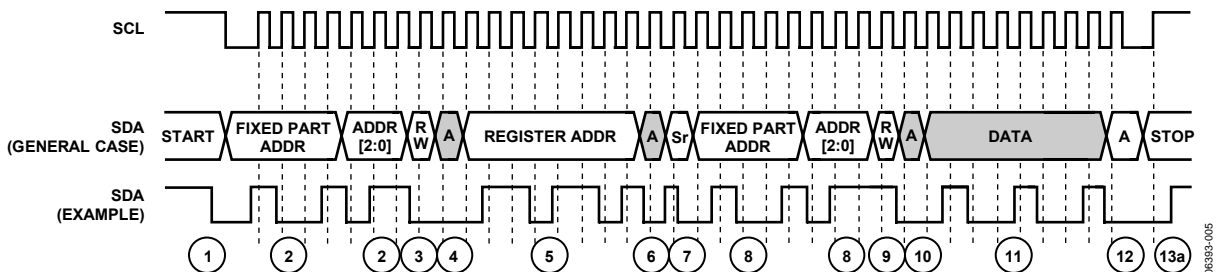 SCL
SDA
(GENERAL CASE)
START
FIXED PART
ADDR
ADDR
[2:0]
R
W
A
REGISTER ADDR
A
Sr
FIXED PART
ADDR
ADDR
[2:0]
R
W
A
DATA
A
STOP
SDA
(EXAMPLE)
1
2
2
3
4
5
6
7
8
8
9
10
11
12
13a
06393-005